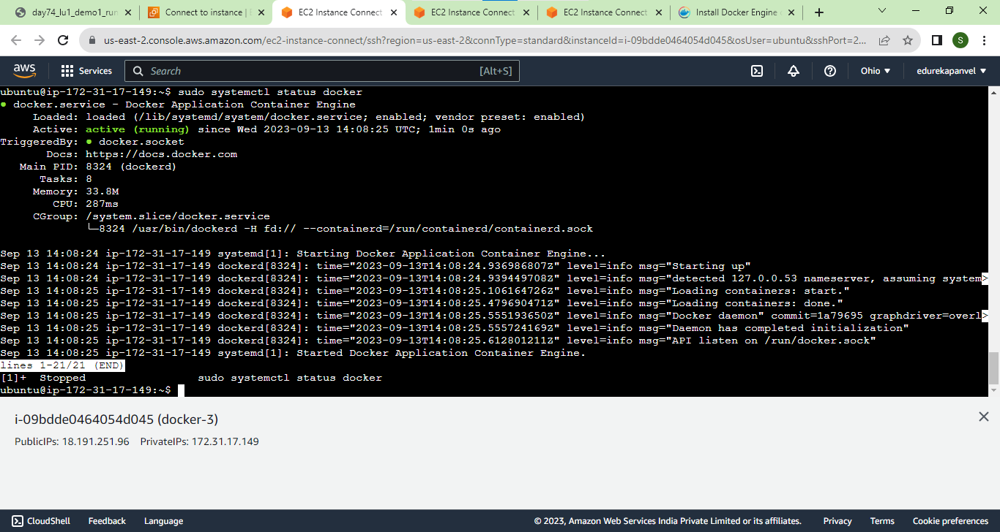 day74_lu1_demo1_run
Connect to instance | E
EC2 Instance Connect
EC2 Instance Connect
EC2 Instance Connect
Install Docker Engine o
us-east-2.console.aws.amazon.com/ec2-instance-connect/ssh?region=us-east-2&connType=standard&instanceId=i-09bdde0464054d045&osUser=ubuntu&sshPort=2...
S
aws
Services
Search
[Alt+S]
Ohio
edurekapanvel
ubuntu@ip-172-31-17-149:~$ sudo systemctl status docker
● docker.service - Docker Application Container Engine
Loaded: loaded (/lib/systemd/system/docker.service; enabled; vendor preset: enabled)
Active: active (running) since Wed 2023-09-13 14:08:25 UTC; 1min 0s ago
TriggeredBy: ● docker.socket
Docs: https://docs.docker.com
Main PID: 8324 (dockerd)
Tasks: 8
Memory: 33.8M
CPU: 287ms
CGroup: /system.slice/docker.service
└─8324 /usr/bin/dockerd -H fd:// --containerd=/run/containerd/containerd.sock
Sep 13 14:08:24 ip-172-31-17-149 systemd[1]: Starting Docker Application Container Engine...
Sep 13 14:08:24 ip-172-31-17-149 dockerd[8324]: time="2023-09-13T14:08:24.936986807Z" level=info msg="Starting up"
Sep 13 14:08:24 ip-172-31-17-149 dockerd[8324]: time="2023-09-13T14:08:24.939449708Z" level=info msg="detected 127.0.0.53 nameserver, assuming system>
Sep 13 14:08:25 ip-172-31-17-149 dockerd[8324]: time="2023-09-13T14:08:25.106164726Z" level=info msg="Loading containers: start."
Sep 13 14:08:25 ip-172-31-17-149 dockerd[8324]: time="2023-09-13T14:08:25.479690471Z" level=info msg="Loading containers: done."
Sep 13 14:08:25 ip-172-31-17-149 dockerd[8324]: time="2023-09-13T14:08:25.555193650Z" level=info msg="Docker daemon" commit=1a79695 graphdriver=overl>
Sep 13 14:08:25 ip-172-31-17-149 dockerd[8324]: time="2023-09-13T14:08:25.555724169Z" level=info msg="Daemon has completed initialization"
Sep 13 14:08:25 ip-172-31-17-149 dockerd[8324]: time="2023-09-13T14:08:25.612801211Z" level=info msg="API listen on /run/docker.sock"
Sep 13 14:08:25 ip-172-31-17-149 systemd[1]: Started Docker Application Container Engine.
lines 1-21/21 (END)
[1]+  Stopped                 sudo systemctl status docker
ubuntu@ip-172-31-17-149:~$
i-09bdde0464054d045 (docker-3)
PublicIPs: 18.191.251.96 PrivateIPs: 172.31.17.149
CloudShell
Feedback
Language
© 2023, Amazon Web Services India Private Limited or its affiliates.
Privacy
Terms
Cookie preferences